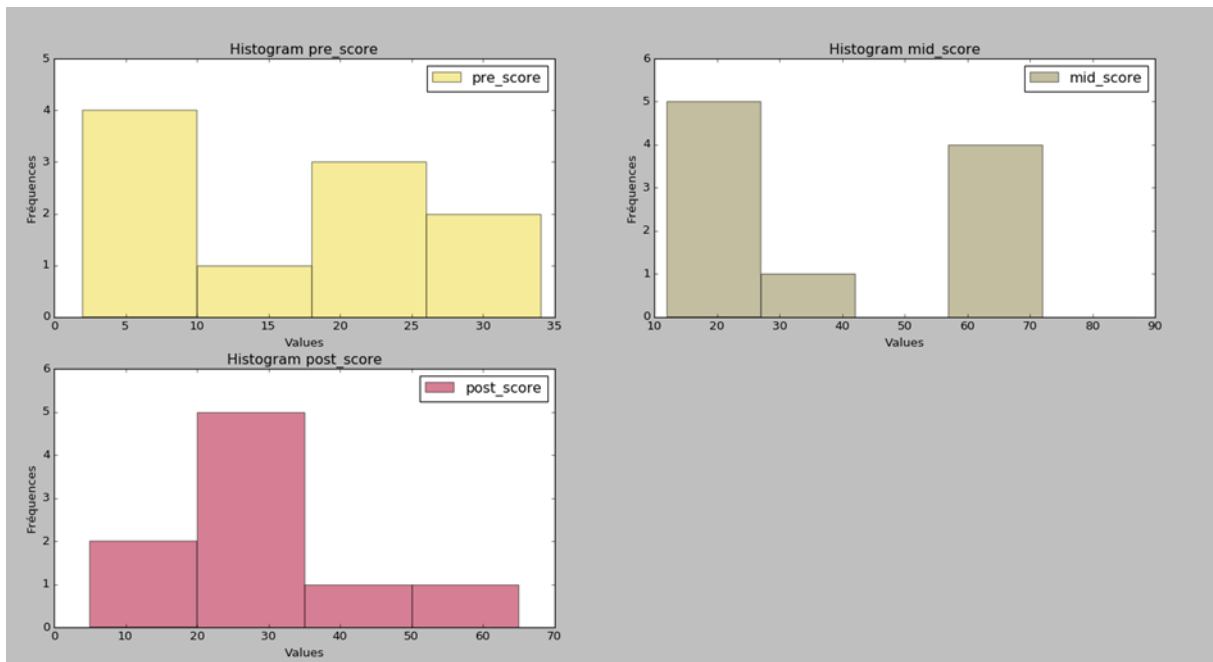 Histogram pre_score
pre_score
5
4
3
2
1
0
Fréquences
0 5 10 15 20 25 30 35
Values
Histogram mid_score
mid_score
6
5
4
3
2
1
0
Fréquences
10 20 30 40 50 60 70 80 90
Values
Histogram post_score
post_score
6
5
4
3
2
1
0
Fréquences
0 10 20 30 40 50 60 70
Values